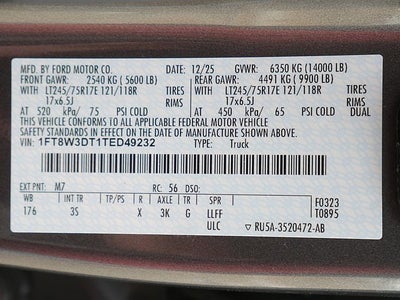 MFD. BY FORD MOTOR CO. 12/25 GVWR: 6350 KG (14000 LB)
FRONT GAWR: 2540 KG (5600 LB) REAR GAWR: 4491 KG (9900 LB)
WITH LT245/75R17E 121/118R TIRES WITH LT245/75R17E 121/118R TIRES
17x6.5J RIMS 17x6.5J RIMS
AT 520 kPa/ 75 PSI COLD AT 450 kPa/ 65 PSI COLD DUAL
THIS VEHICLE CONFORMS TO ALL APPLICABLE FEDERAL MOTOR VEHICLE
SAFETY STANDARDS IN EFFECT ON THE DATE OF MANUFACTURE SHOWN ABOVE.
VIN: 1FT8W3DT1TED49232 TYPE: Truck
EXT PNT: M7 RC: 56 DSO:
WB INT TR TP/PS R AXLE TR SPR F0323
176 3S X 3K G LLFF T0895
ULC RU5A-3520472-AB